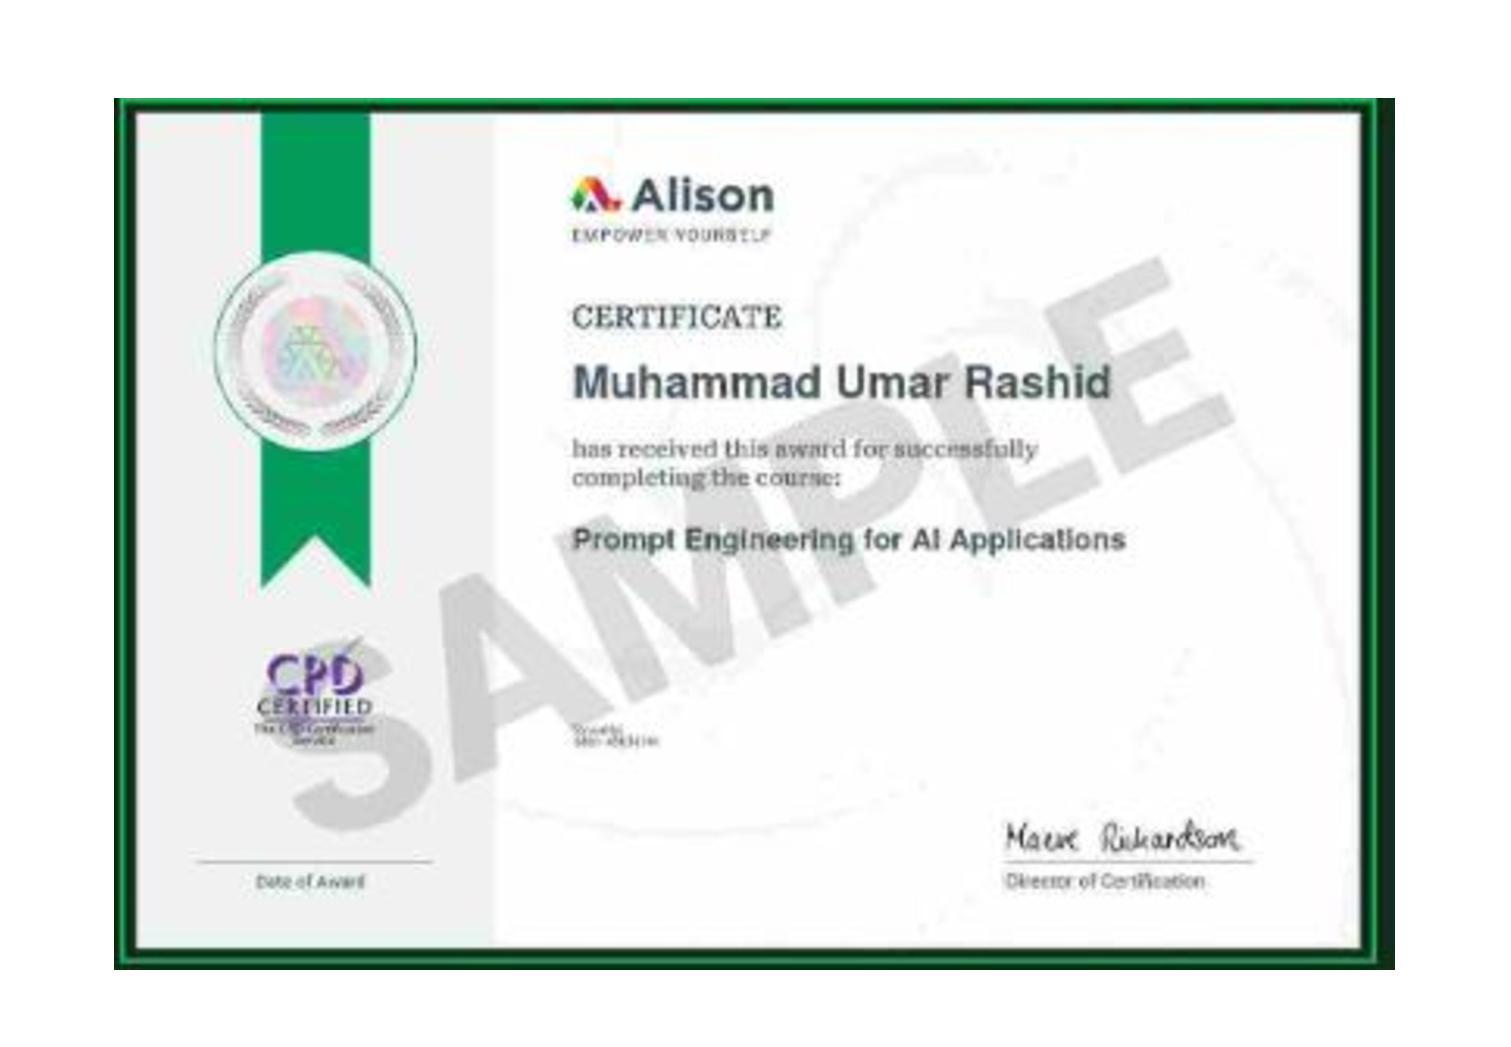 Alison
EMPOWER YOURSELF
CERTIFICATE
Muhammad Umar Rashid
has received this award for successfully
completing the course:
Prompt Engineering for AI Applications
SAMPLE
CPD
CERTIFIED
The CPD Certification
Service
Maeve Richardson
Date of Award
Director of Certification